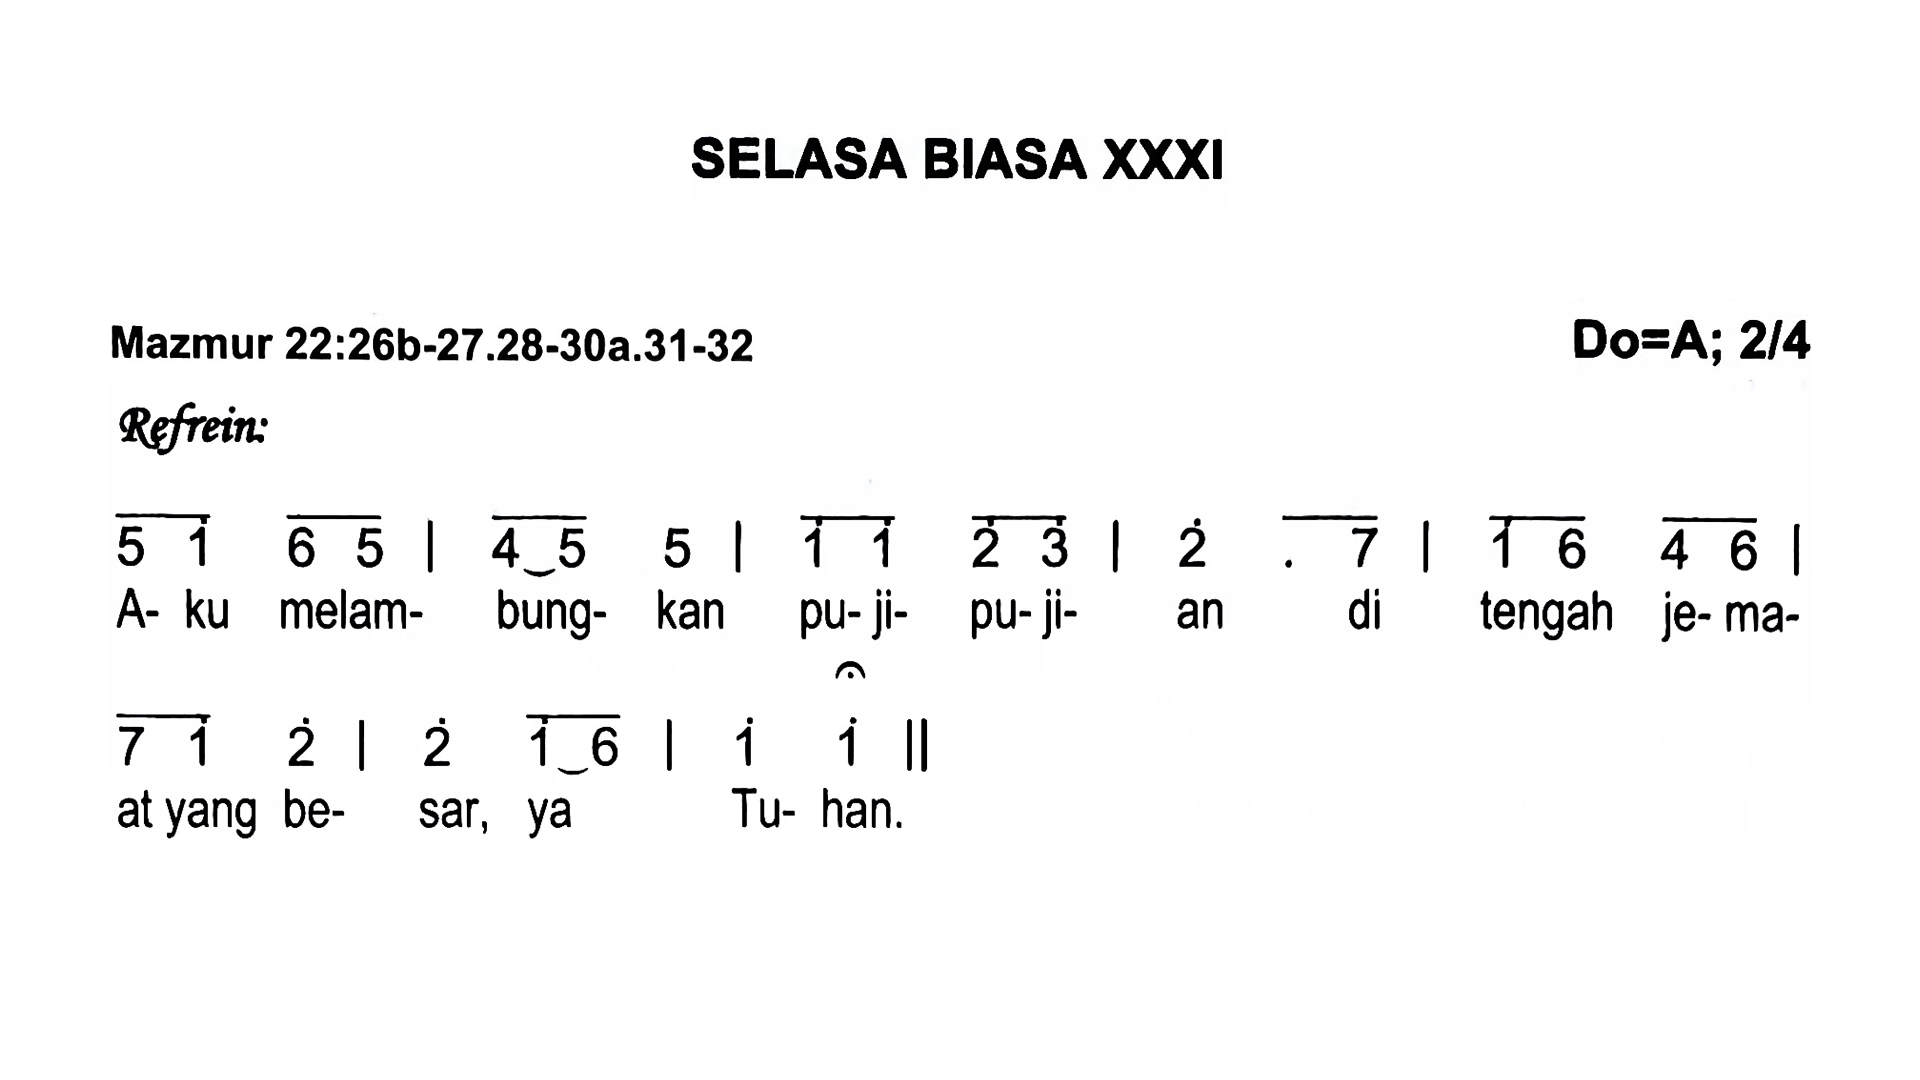 SELASA BIASA XXXI
Mazmur 22:26b-27.28-30a.31-32 Do=A; 2/4
Refrein:
5 1̇ 6 5 | 4 5 5 | 1̇ 1̇ 2̇ 3̇ | 2̇ . 7 | 1̇ 6 4 6 |
A- ku melam- bung- kan pu- ji- pu- ji- an di tengah je- ma-
7 1̇ 2̇ | 2̇ 1̇ 6 | 1̇ 1̇ ||
at yang be- sar, ya Tu- han.